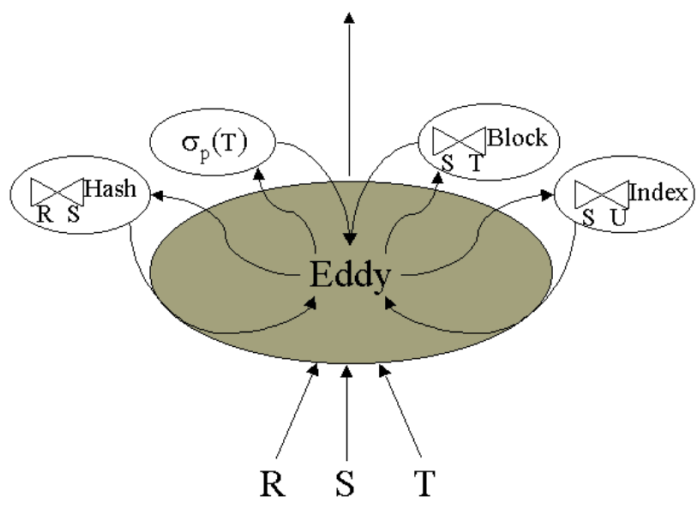 σp(T)
Block
S T
Hash
R S
Index
S U
Eddy
R S T